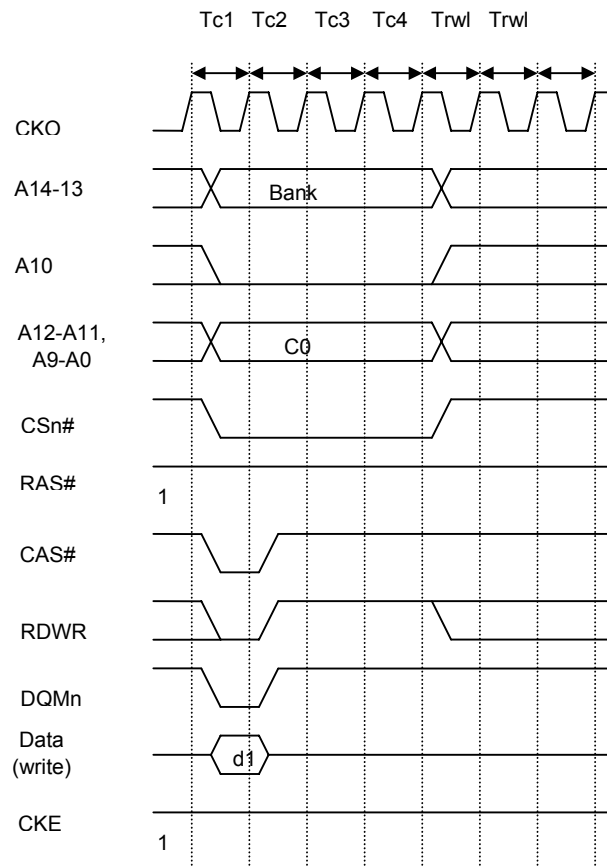 Tc1 Tc2 Tc3 Tc4 Trwl Trwl
CKO
A14-13
Bank
A10
A12-A11,
A9-A0
C0
CSn#
RAS#
1
CAS#
RDWR
DQMn
Data
(write)
d1
CKE
1